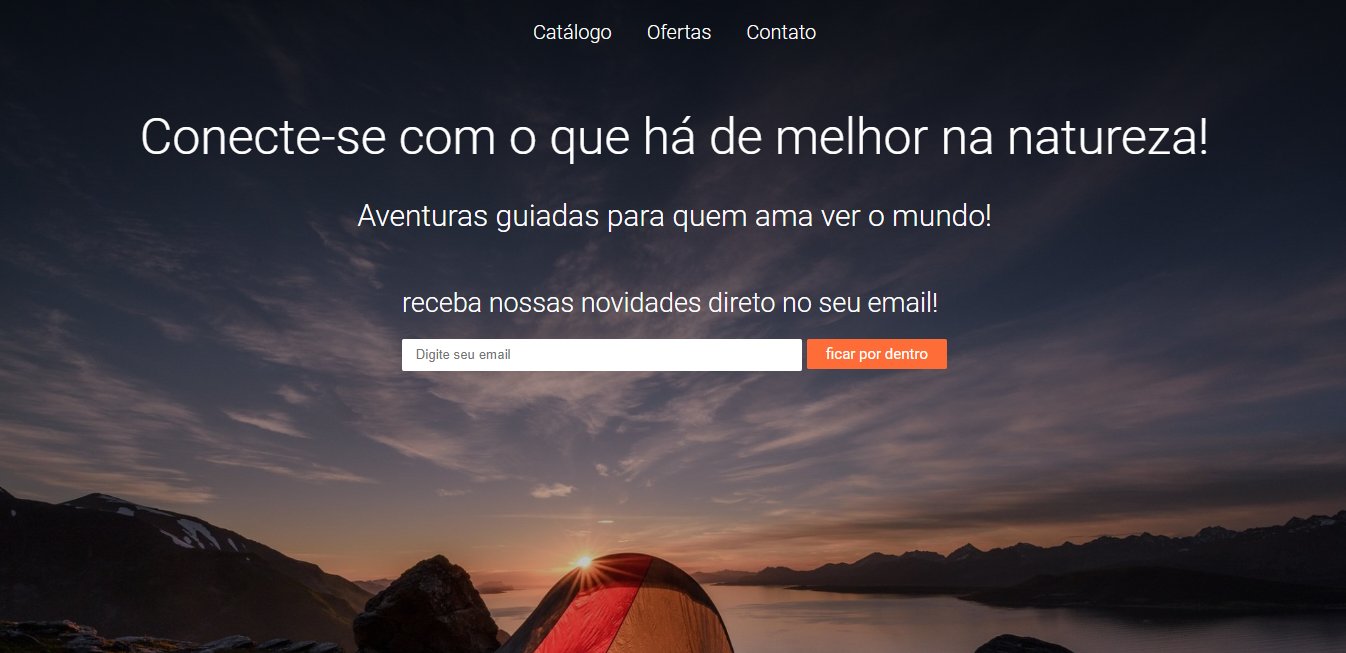 Catálogo Ofertas Contato
Conecte-se com o que há de melhor na natureza!
Aventuras guiadas para quem ama ver o mundo!
receba nossas novidades direto no seu email!
Digite seu email ficar por dentro